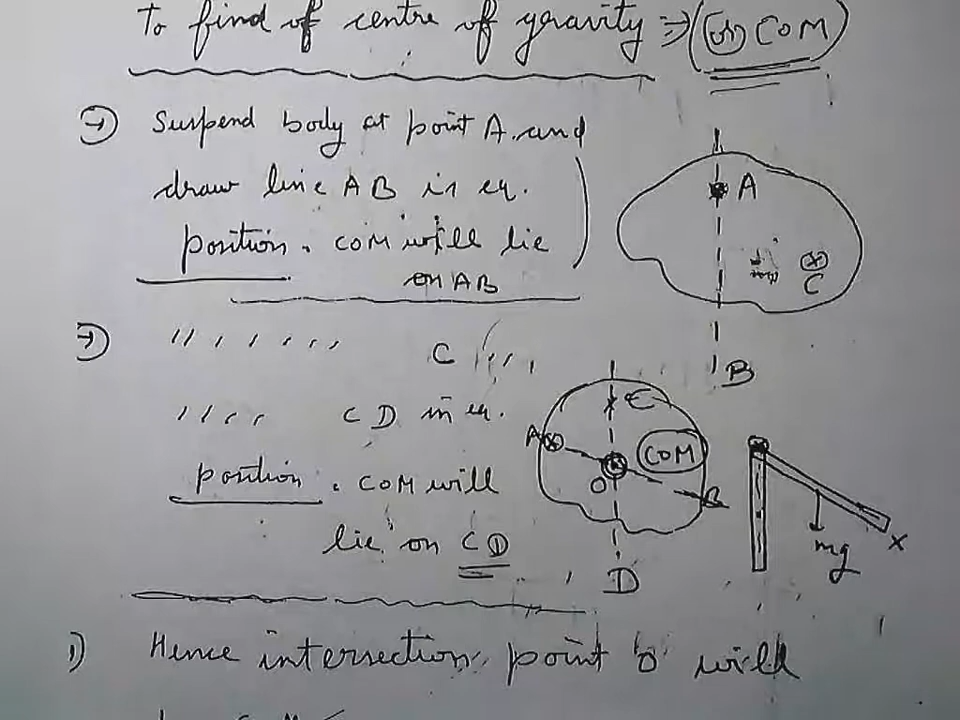 To find of centre of gravity ⇒ (or) COM
→) Suspend body at point A and
draw line AB in eq.
position. COM will lie
on AB
A
C
B
→) " , , , , , C " , ,
" , , CD in eq.
position. COM will
lie on CD
C
A
COM
O
B
D
mg
X
1) Hence intersection point 'O' will